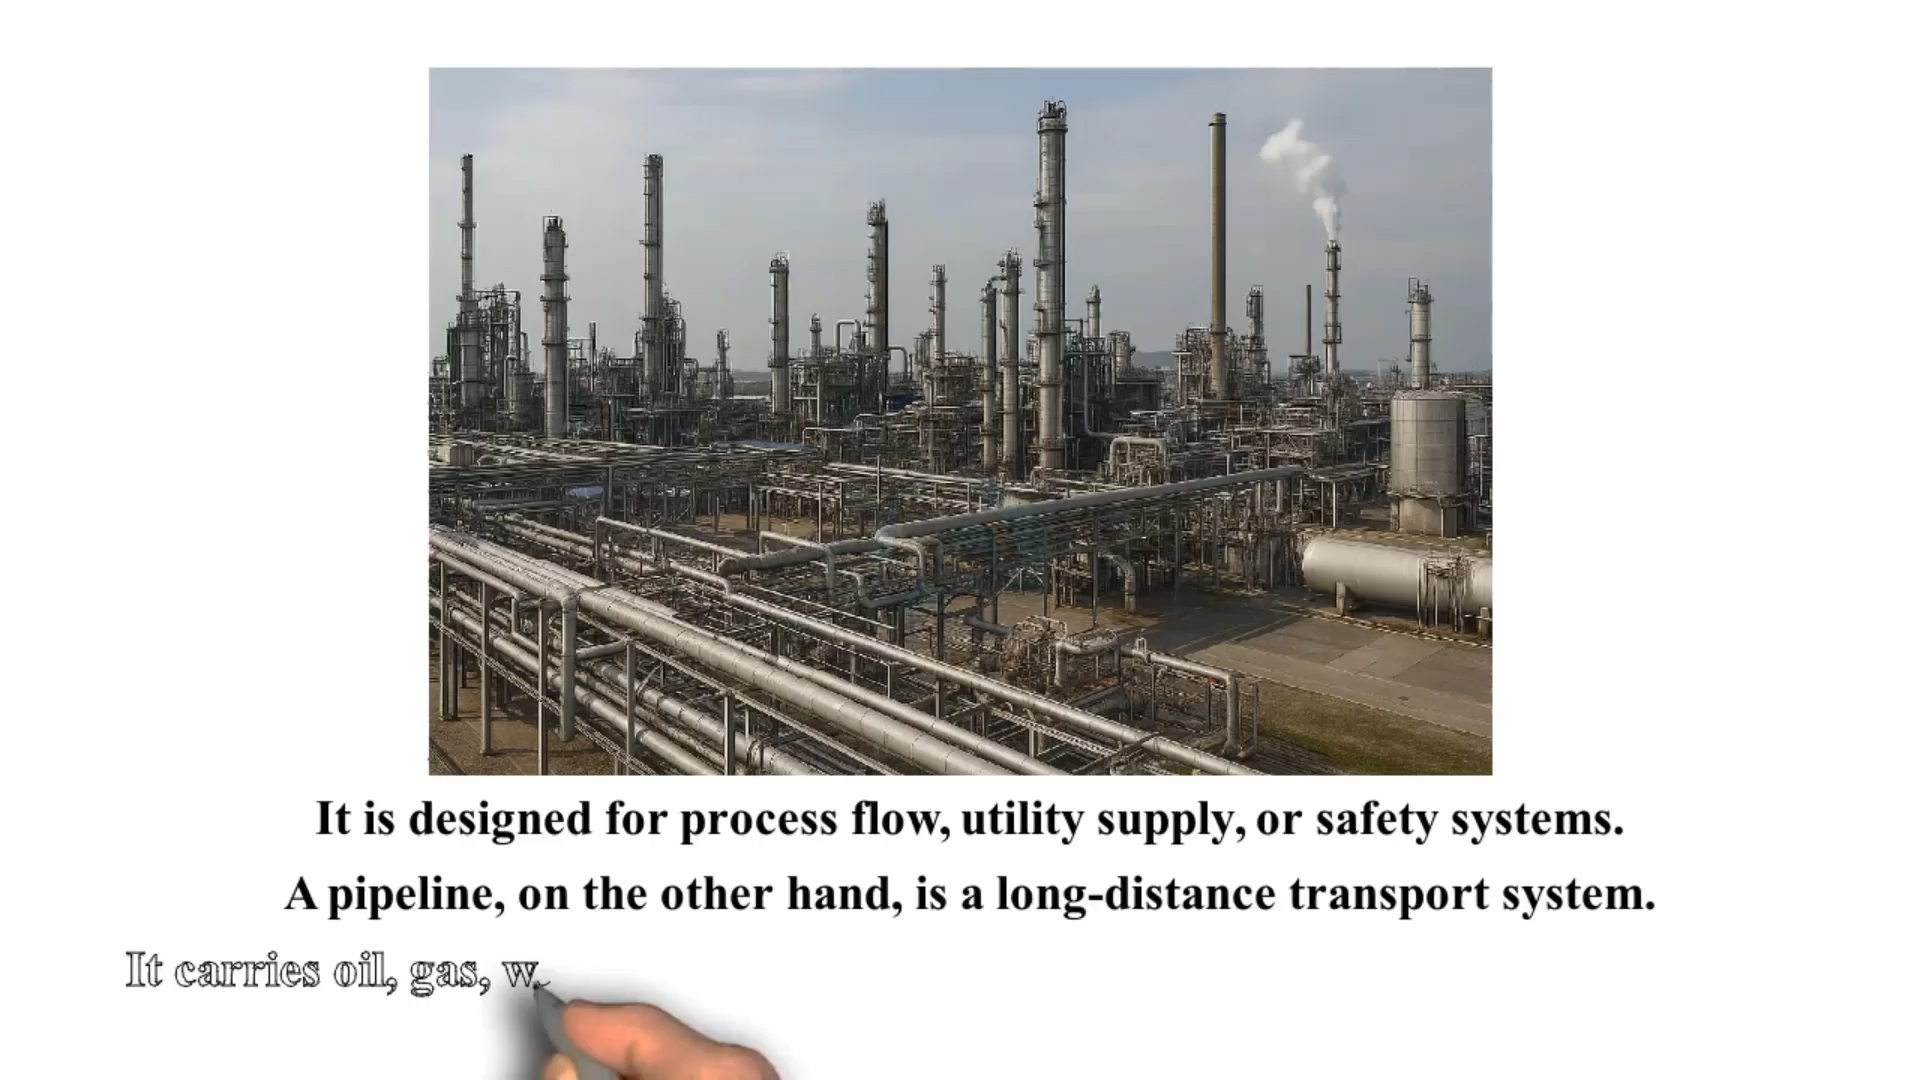 It is designed for process flow, utility supply, or safety systems.
A pipeline, on the other hand, is a long-distance transport system.
It carries oil, gas, w